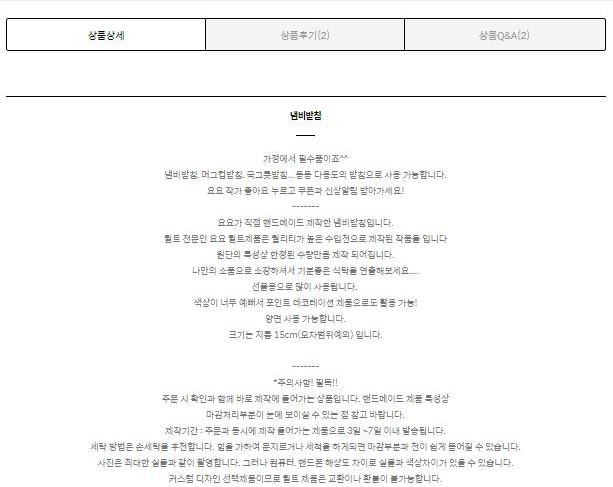 상품상세
상품후기(2)
상품Q&A(2)
냄비받침
가정에서 필수품이죠^^
냄비받침, 머그컵받침, 국그릇받침...등등 다용도의 받침으로 사용 가능합니다.
요요 작가 좋아요 누르고 쿠폰과 신상알림 받아가세요!
-------
요요가 직접 핸드메이드 제작한 냄비받침입니다.
퀼트 전문인 요요 퀼트제품은 퀄리티가 높은 수입천으로 제작된 작품들 입니다
원단의 특성상 한정된 수량만큼 제작 되어집니다.
나만의 소품으로 소장하셔서 기분좋은 식탁을 연출해보세요....
선물용으로 많이 사용됩니다.
색상이 너무 예뻐서 포인트 데코레이션 제품으로도 활용 가능!
양면 사용 가능합니다.
크기는 지름 15cm(오차범위예외) 입니다.
-------
*주의사항! 필독!!
주문 시 확인과 함께 바로 제작에 들어가는 상품입니다. 핸드메이드 제품 특성상
마감처리부분이 눈에 보이실 수 있는 점 참고 바랍니다.
제작기간 : 주문과 동시에 제작 들어가는 제품으로 3일 ~7일 이내 발송됩니다.
세탁 방법은 손세탁을 추천합니다. 힘을 가하여 문지르거나 세척을 하게되면 마감부분과 천이 쉽게 뜯어질 수 있습니다.
사진은 최대한 실물과 같이 촬영합니다. 그러나 컴퓨터, 핸드폰 해상도 차이로 실물과 색상차이가 있을 수 있습니다.
커스텀 디자인 선택제품이므로 퀼트 제품은 교환이나 환불이 불가능합니다.